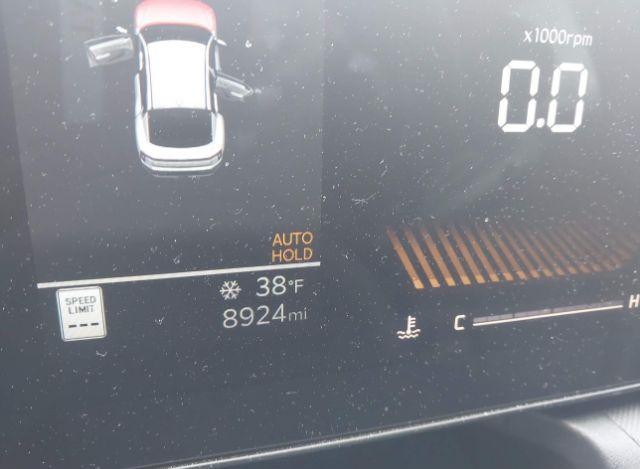 x1000rpm
0.0
AUTO
HOLD
SPEED
LIMIT
---
38°F
8924mi
C
H